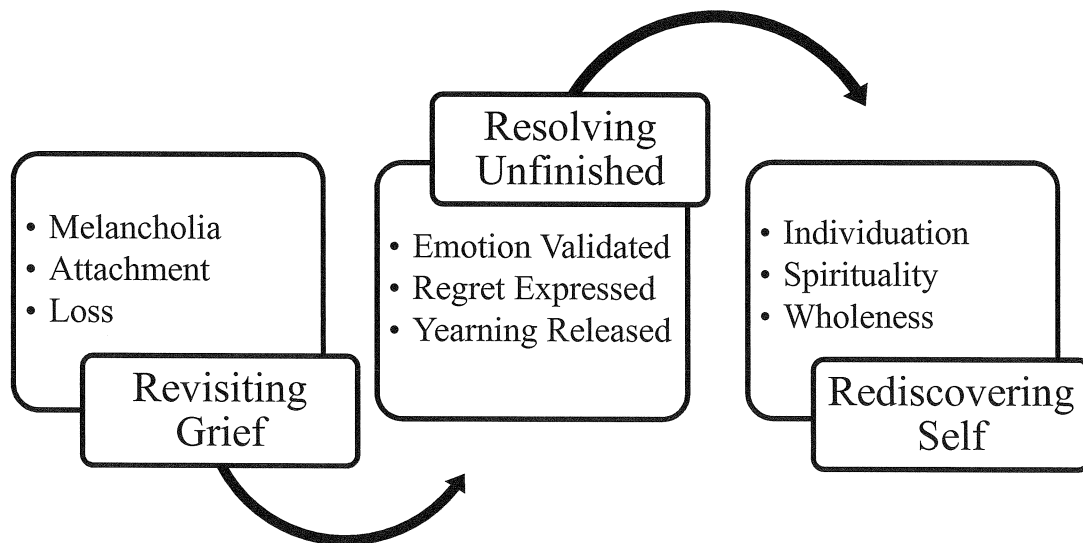 • Melancholia
• Attachment
• Loss
Revisiting
Grief
Resolving
Unfinished
• Emotion Validated
• Regret Expressed
• Yearning Released
• Individuation
• Spirituality
• Wholeness
Rediscovering
Self